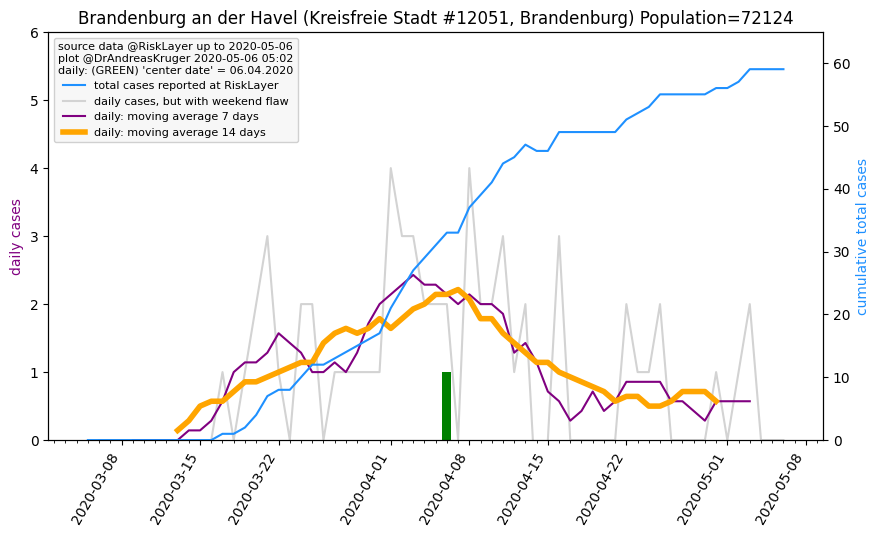 Brandenburg an der Havel (Kreisfreie Stadt #12051, Brandenburg) Population=72124
source data @RiskLayer up to 2020-05-06
plot @DrAndreasKruger 2020-05-06 05:02
daily: (GREEN) 'center date' = 06.04.2020
total cases reported at RiskLayer
daily cases, but with weekend flaw
daily: moving average 7 days
daily: moving average 14 days
daily cases
6
5
4
3
2
1
0
cumulative total cases
60
50
40
30
20
10
0
2020-03-08
2020-03-15
2020-03-22
2020-04-01
2020-04-08
2020-04-15
2020-04-22
2020-05-01
2020-05-08